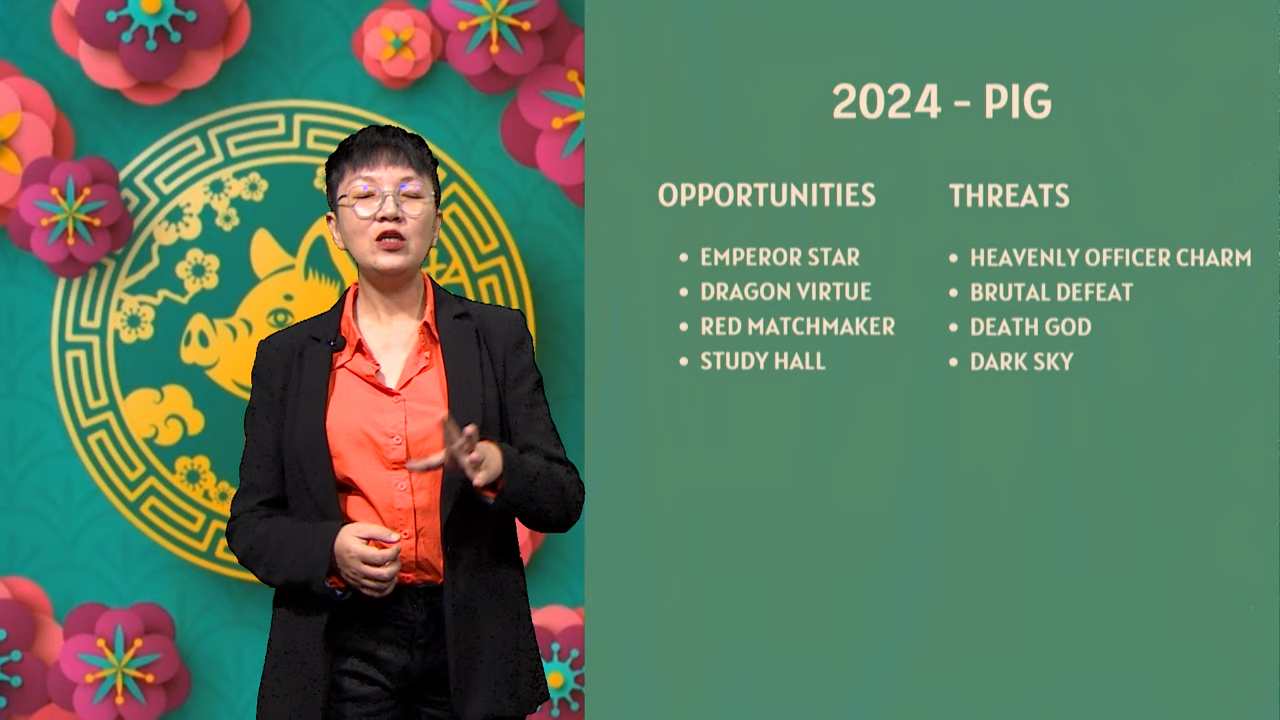 2024 - PIG
OPPORTUNITIES
• EMPEROR STAR
• DRAGON VIRTUE
• RED MATCHMAKER
• STUDY HALL
THREATS
• HEAVENLY OFFICER CHARM
• BRUTAL DEFEAT
• DEATH GOD
• DARK SKY